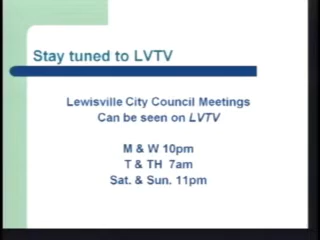 Stay tuned to LVTV
Lewisville City Council Meetings
Can be seen on LVTV
M & W 10pm
T & TH 7am
Sat. & Sun. 11pm